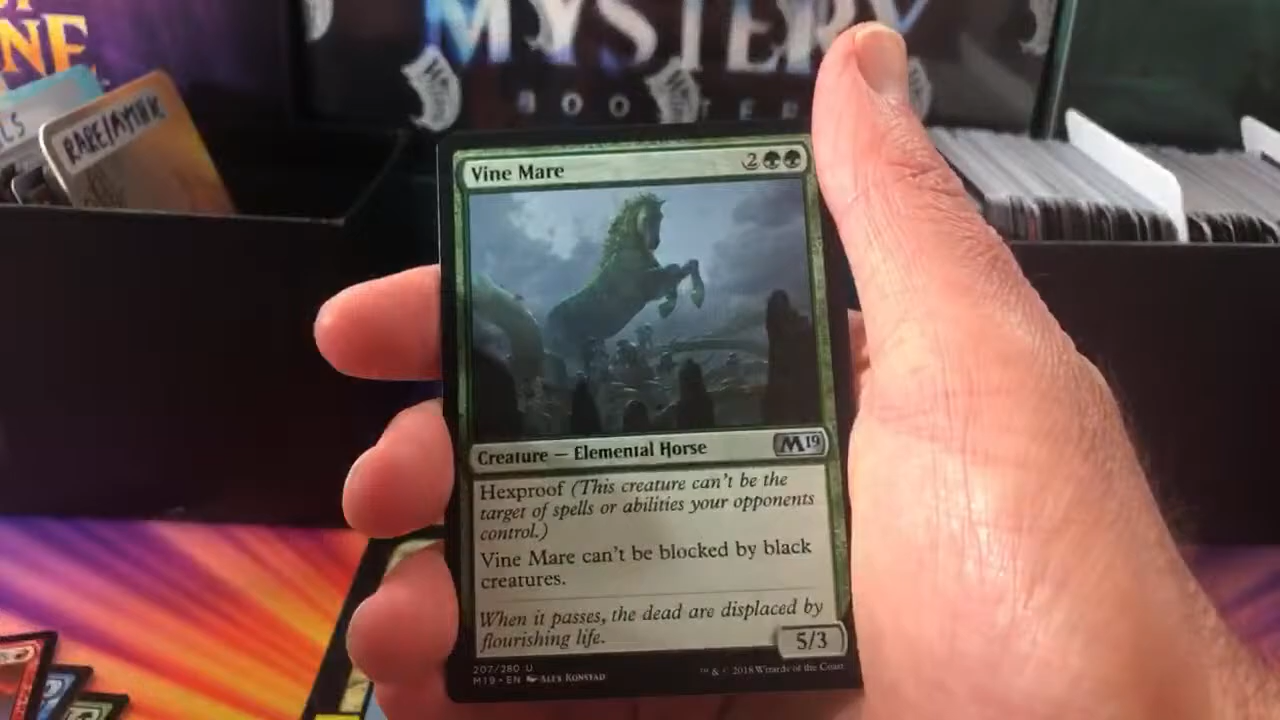 NE
LS
RARE/MYTHIC
MYSTERY
BOOSTER
Vine Mare
2
Creature — Elemental Horse
M19
Hexproof (This creature can't be the
target of spells or abilities your opponents
control.)
Vine Mare can't be blocked by black
creatures.
When it passes, the dead are displaced by
flourishing life.
5/3
207/280 U
M19 • EN Alex Konstad
™ & © 2018 Wizards of the Coast